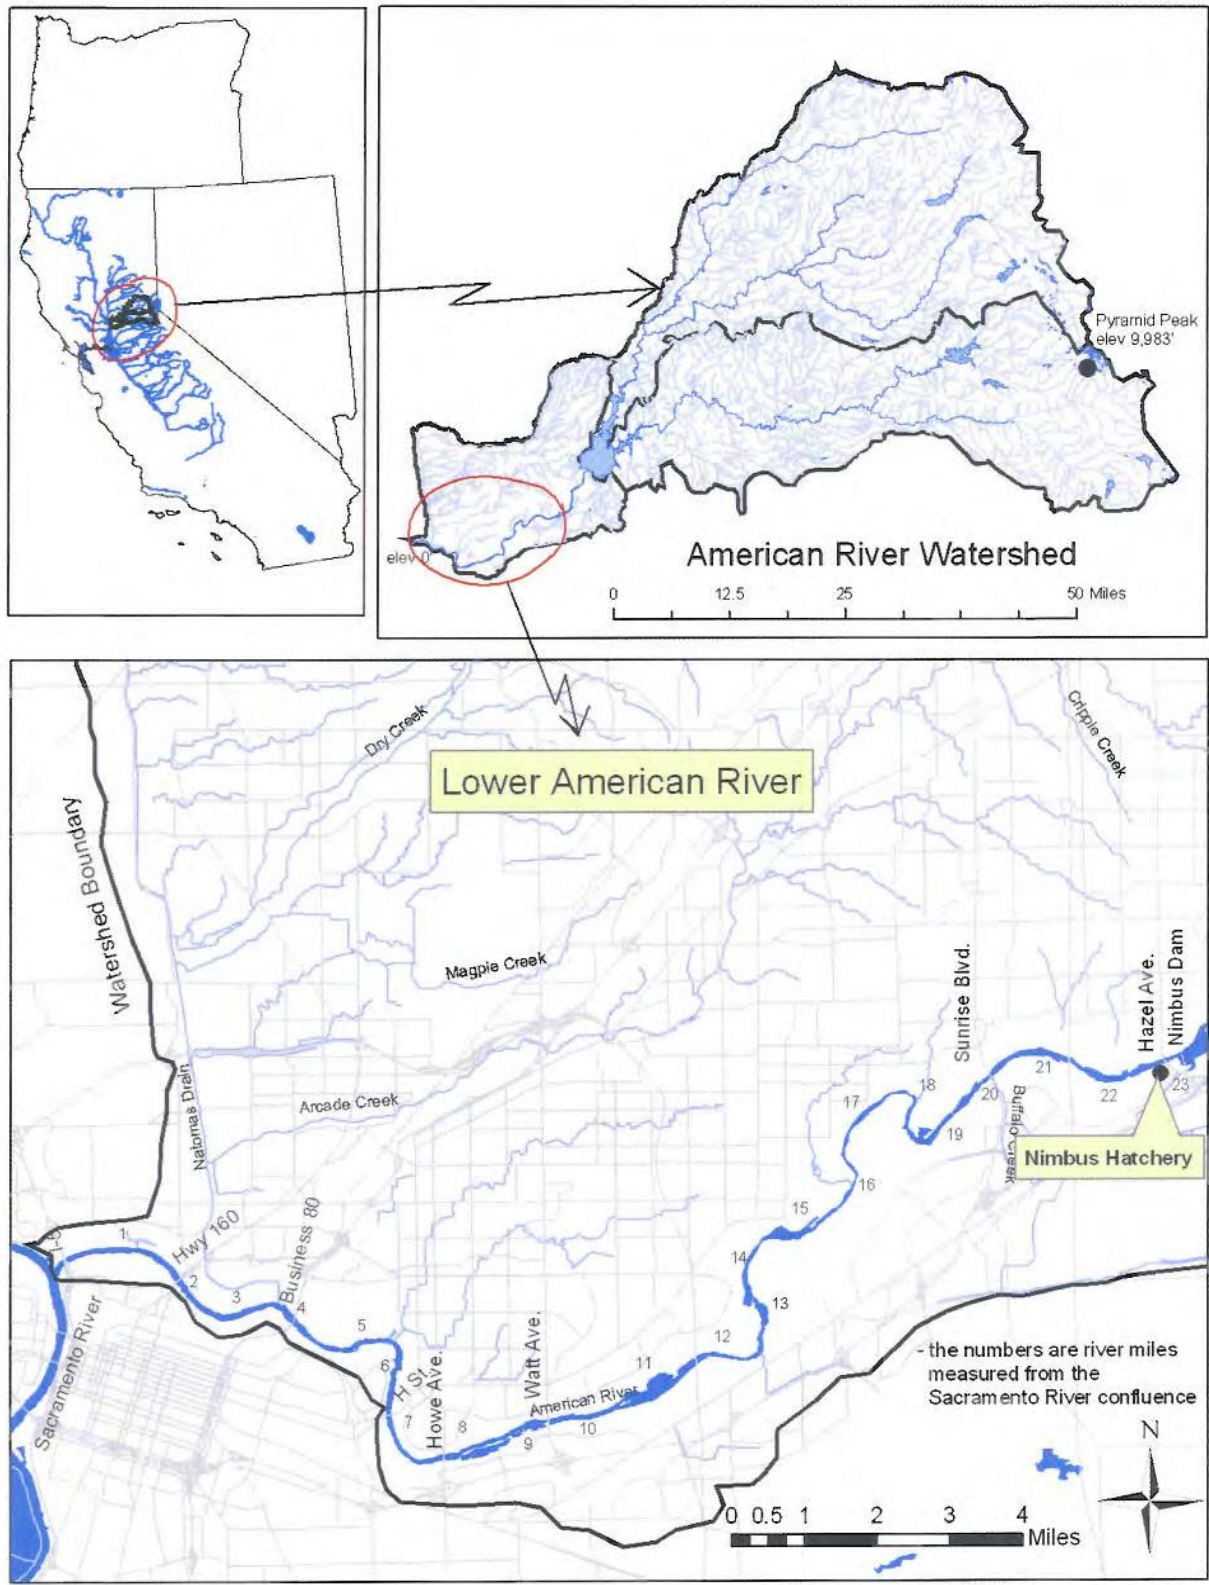 Pyramid Peak
elev 9,983'
elev 0'
American River Watershed
0 12.5 25 50 Miles
Lower American River
Dry Creek
Cripple Creek
Watershed Boundary
Magpie Creek
Natomas Drain
Arcade Creek
Sunrise Blvd.
Hazel Ave.
Nimbus Dam
Nimbus Hatchery
Buffalo Creek
I-5
Hwy 160
Business 80
Sacramento River
H St.
Howe Ave.
Watt Ave.
American River
1
2
3
4
5
6
7
8
9
10
11
12
13
14
15
16
17
18
19
20
21
22
23
- the numbers are river miles
measured from the
Sacramento River confluence
N
0 0.5 1 2 3 4
Miles